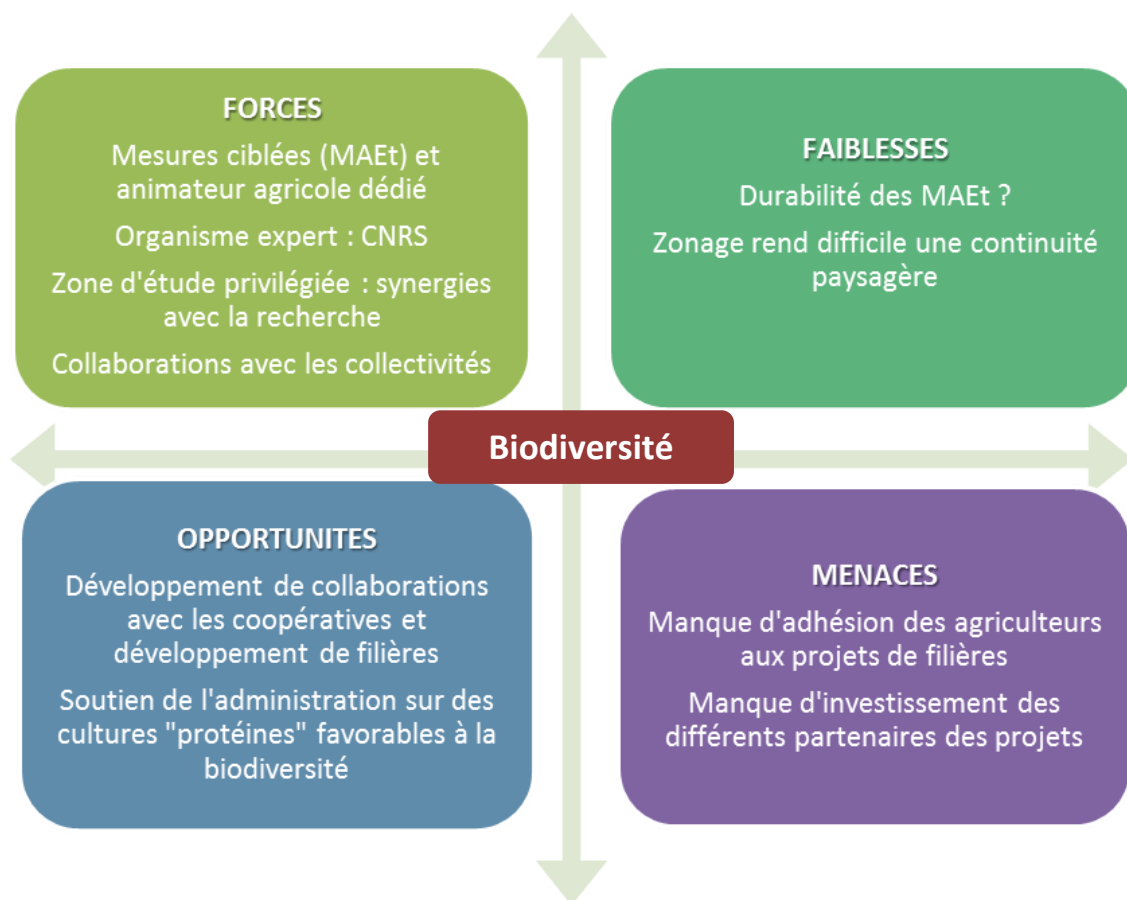 FORCES
Mesures ciblées (MAEt) et
animateur agricole dédié
Organisme expert : CNRS
Zone d'étude privilégiée : synergies
avec la recherche
Collaborations avec les collectivités
FAIBLESSES
Durabilité des MAEt ?
Zonage rend difficile une continuité
paysagère
Biodiversité
OPPORTUNITES
Développement de collaborations
avec les coopératives et
développement de filières
Soutien de l'administration sur des
cultures "protéines" favorables à la
biodiversité
MENACES
Manque d'adhésion des agriculteurs
aux projets de filières
Manque d'investissement des
différents partenaires des projets